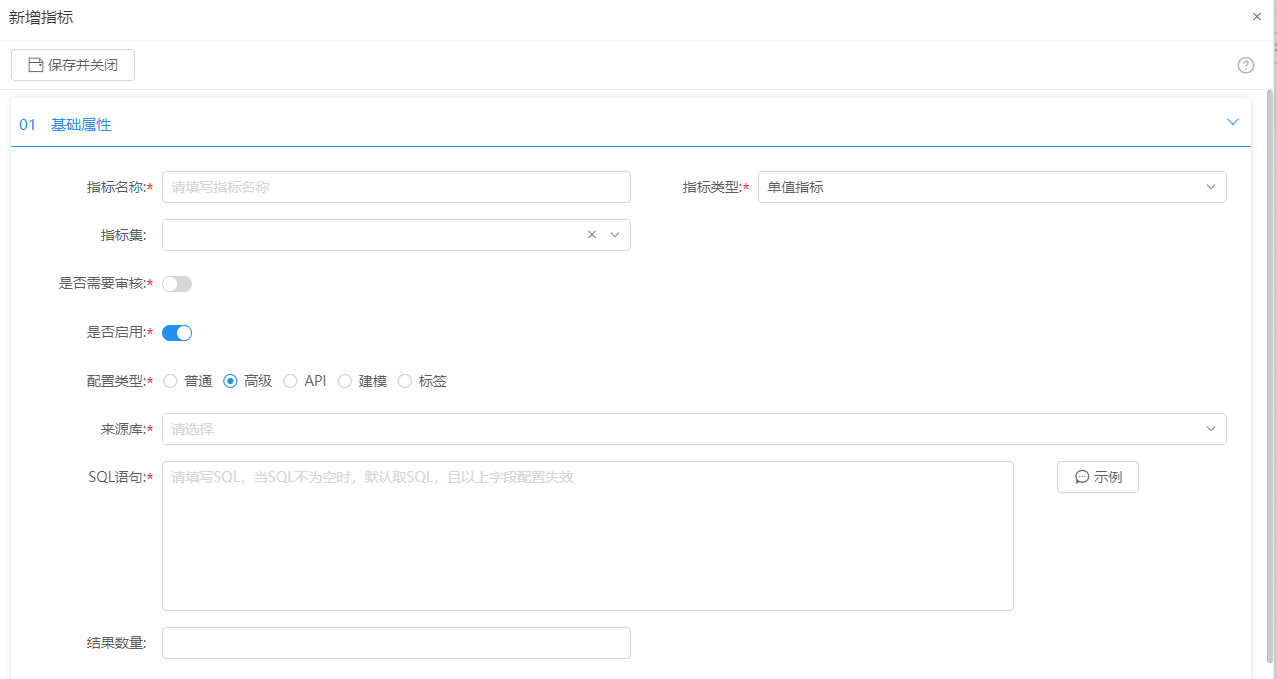 新增指标
保存并关闭
01 基础属性
指标名称:* 请填写指标名称 指标类型:* 单值指标
指标集:
是否需要审核:*
是否启用:*
配置类型:* 普通 高级 API 建模 标签
来源库:* 请选择
SQL语句:* 请填写SQL，当SQL不为空时，默认取SQL，且以上字段配置失效 示例
结果数量: